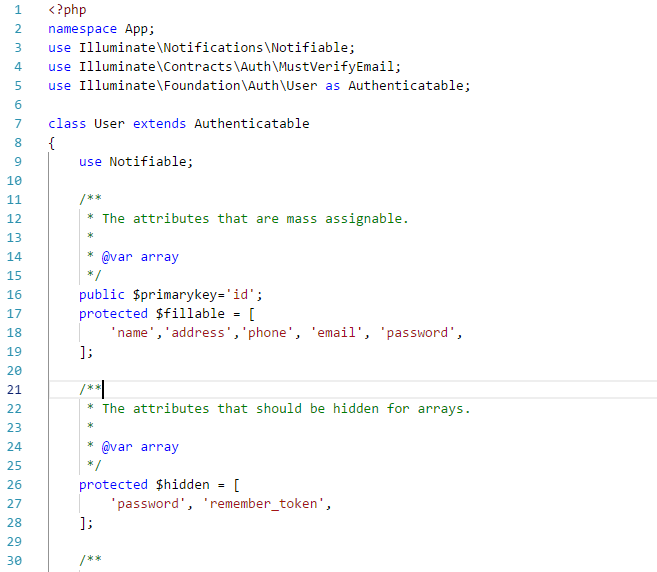 1 <?php
2 namespace App;
3 use Illuminate\Notifications\Notifiable;
4 use Illuminate\Contracts\Auth\MustVerifyEmail;
5 use Illuminate\Foundation\Auth\User as Authenticatable;
6
7 class User extends Authenticatable
8 {
9     use Notifiable;
10
11     /**
12      * The attributes that are mass assignable.
13      *
14      * @var array
15      */
16     public $primarykey='id';
17     protected $fillable = [
18         'name','address','phone', 'email', 'password',
19     ];
20
21     /**
22      * The attributes that should be hidden for arrays.
23      *
24      * @var array
25      */
26     protected $hidden = [
27         'password', 'remember_token',
28     ];
29
30     /**